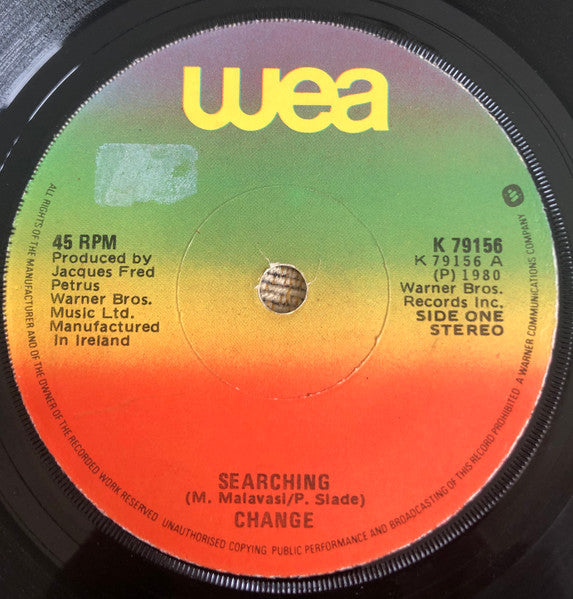 wea
45 RPM
Produced by
Jacques Fred
Petrus
Warner Bros.
Music Ltd.
Manufactured
In Ireland
K 79156
K 79156 A
(P) 1980
Warner Bros.
Records Inc.
SIDE ONE
STEREO
SEARCHING
(M. Malavasi/P. Slade)
CHANGE
ALL RIGHTS OF THE MANUFACTURER AND OF THE OWNER OF THE RECORDED WORK RESERVED UNAUTHORISED COPYING PUBLIC PERFORMANCE AND BROADCASTING OF THIS RECORD PROHIBITED A WARNER COMMUNICATIONS COMPANY